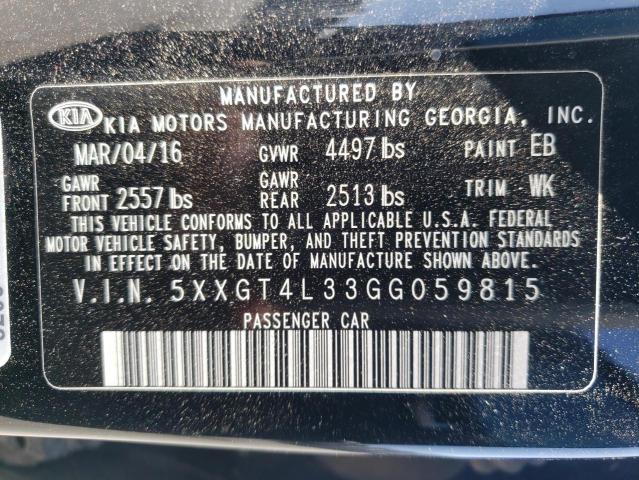 MANUFACTURED BY
KIA KIA MOTORS MANUFACTURING GEORGIA, INC.
MAR/04/16 GVWR 4497 lbs PAINT EB
GAWR FRONT 2557 lbs GAWR REAR 2513 lbs TRIM WK
THIS VEHICLE CONFORMS TO ALL APPLICABLE U.S.A. FEDERAL
MOTOR VEHICLE SAFETY, BUMPER, AND THEFT PREVENTION STANDARDS
IN EFFECT ON THE DATE OF MANUFACTURE SHOWN ABOVE.
V.I.N. 5XXGT4L33GG059815
PASSENGER CAR